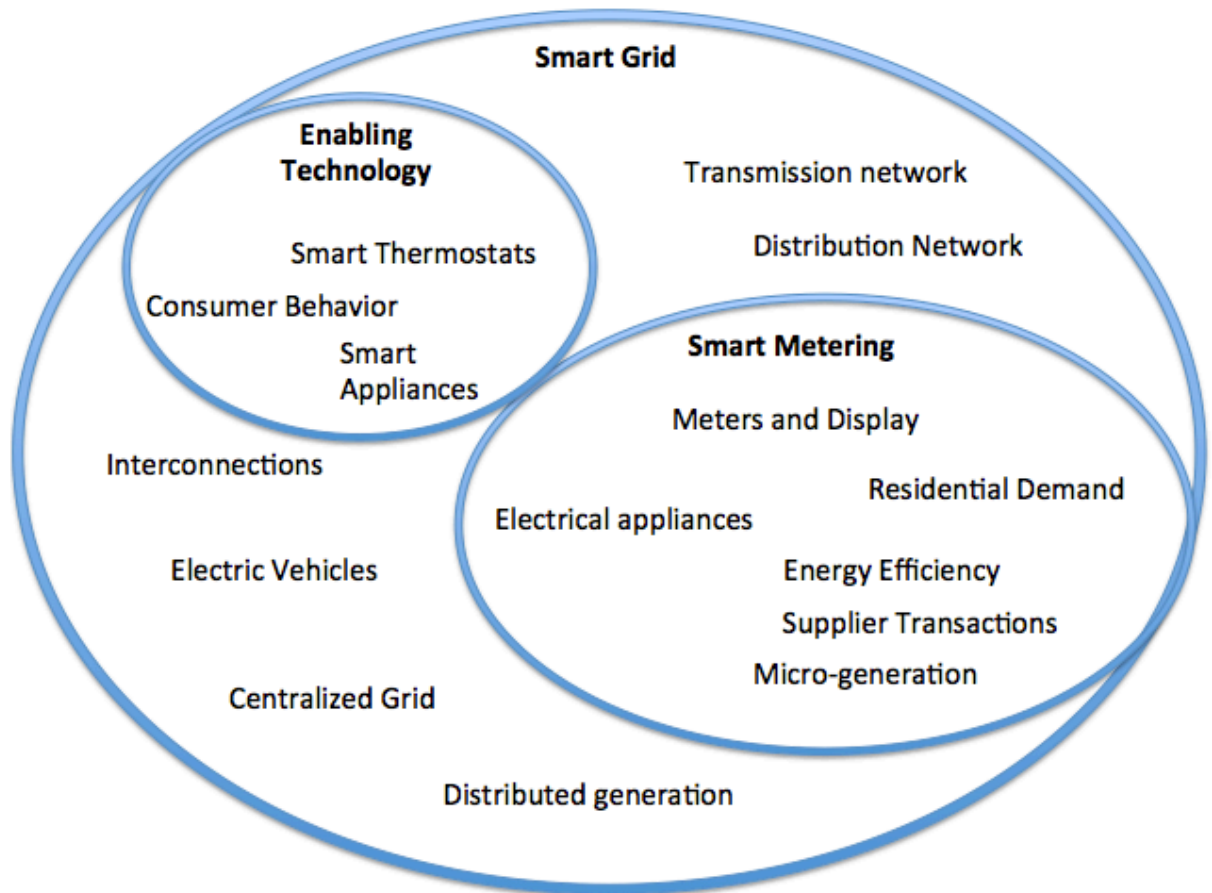 Smart Grid
Enabling
Technology
Transmission network
Smart Thermostats
Distribution Network
Consumer Behavior
Smart
Appliances
Smart Metering
Meters and Display
Interconnections
Residential Demand
Electrical appliances
Electric Vehicles
Energy Efficiency
Supplier Transactions
Micro-generation
Centralized Grid
Distributed generation